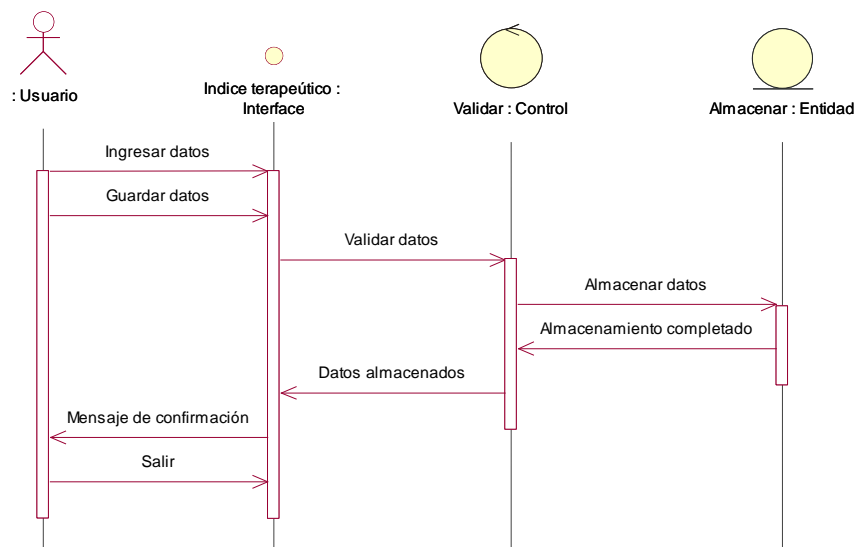 : Usuario
Indice terapeútico :
Interface
Validar : Control
Almacenar : Entidad
Ingresar datos
Guardar datos
Validar datos
Almacenar datos
Almacenamiento completado
Datos almacenados
Mensaje de confirmación
Salir